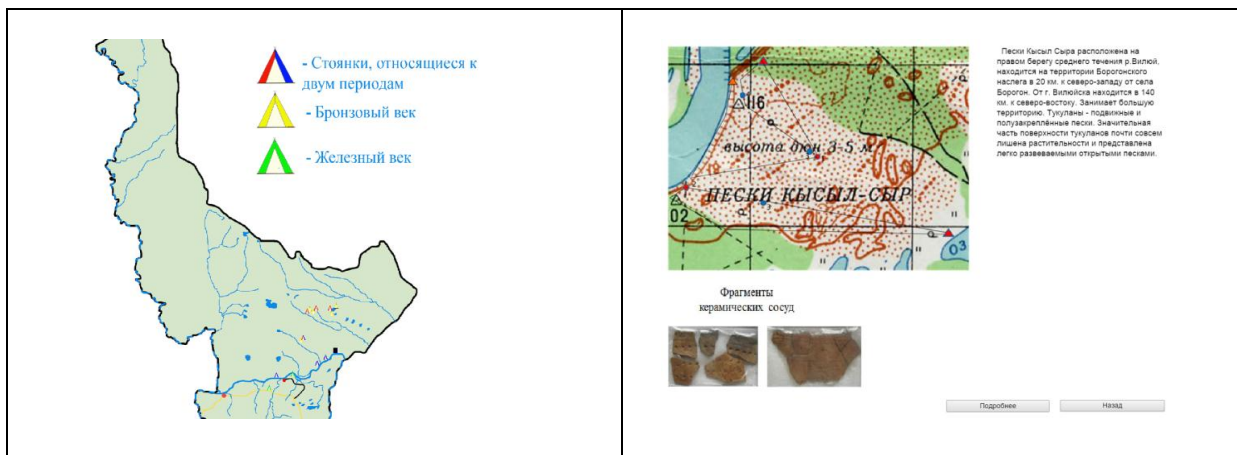 - Стоянки, относящиеся к
двум периодам
- Бронзовый век
- Железный век
116
высота дюн 3-5 м
ПЕСКИ КЫСЫЛ-СЫР
02
03
Пески Кысыл Сыра расположена на
правом берегу среднего течения р.Вилюй,
находится на территории Борогонского
наслега в 20 км. к северо-западу от села
Борогон. От г. Вилюйска находится в 140
км. к северо-востоку. Занимает большую
территорию. Тукуланы - подвижные и
полузакреплённые пески. Значительная
часть поверхности тукуланов почти совсем
лишена растительности и представлена
легко развеваемыми открытыми песками.
Фрагменты
керамических сосуд
Подробнее
Назад